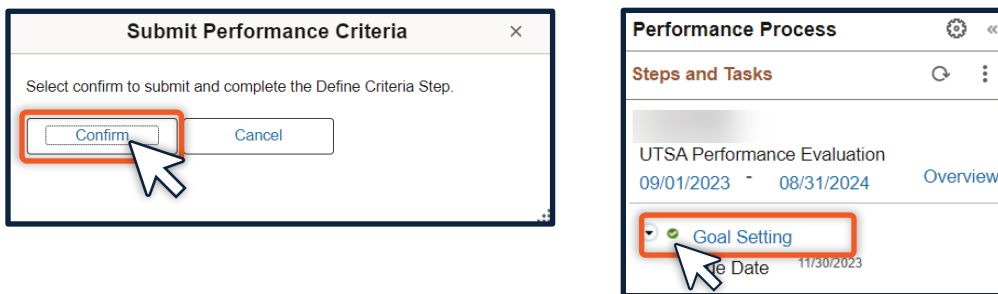 Submit Performance Criteria
Select confirm to submit and complete the Define Criteria Step.
Confirm
Cancel
Performance Process
Steps and Tasks
UTSA Performance Evaluation
09/01/2023 - 08/31/2024
Overview
Goal Setting
Date 11/30/2023